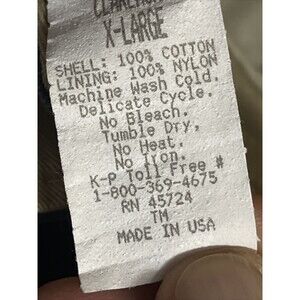 X-LARGE
SHELL: 100% COTTON
LINING: 100% NYLON
Machine Wash Cold.
Delicate Cycle.
No Bleach.
Tumble Dry,
No Heat.
No Iron.
K-P Toll Free #
1-800-369-4675
RN 45724
TM
MADE IN USA